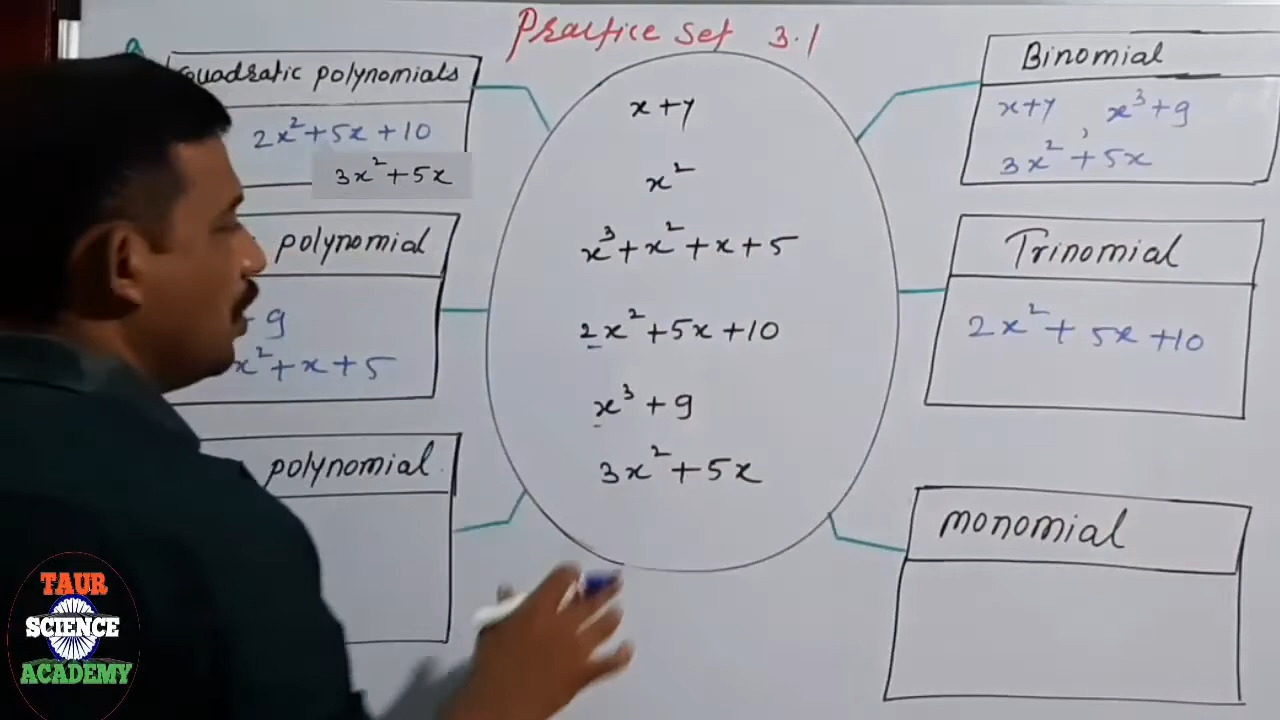 Practice Set 3.1
Quadratic polynomials
2x²+5x+10
3x²+5x
polynomial
9
x²+x+5
polynomial
x+y
x²
x³+x²+x+5
2x²+5x+10
x³+9
3x²+5x
Binomial
x+y , x³+9
3x²+5x
Trinomial
2x²+5x+10
monomial
TAUR
SCIENCE
ACADEMY